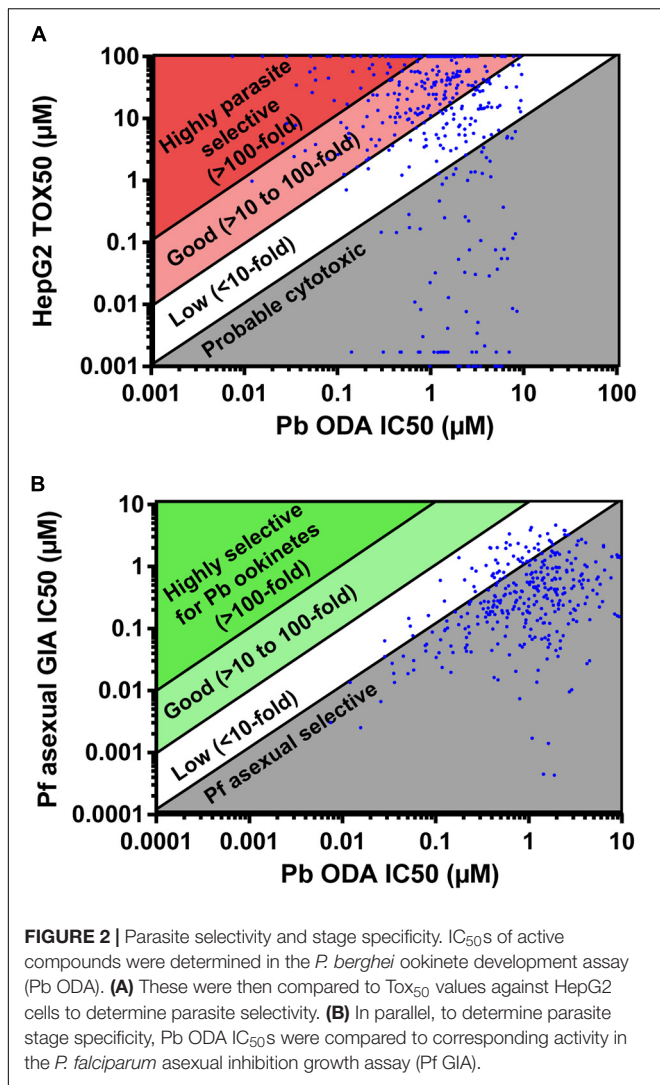 A
HepG2 TOX50 (µM)
100
10
1
0.1
0.01
0.001
Highly parasite
selective
(>100-fold)
Good (>10 to 100-fold)
Low (<10-fold)
Probable cytotoxic
0.001 0.01 0.1 1 10 100
Pb ODA IC50 (µM)
B
Pf asexual GIA IC50 (µM)
10
1
0.1
0.01
0.001
0.0001
Highly selective
for Pb ookinetes
(>100-fold)
Good (>10 to 100-fold)
Low (<10-fold)
Pf asexual selective
0.0001 0.001 0.01 0.1 1 10
Pb ODA IC50 (µM)
FIGURE 2 | Parasite selectivity and stage specificity. IC50s of active
compounds were determined in the P. berghei ookinete development assay
(Pb ODA). (A) These were then compared to Tox50 values against HepG2
cells to determine parasite selectivity. (B) In parallel, to determine parasite
stage specificity, Pb ODA IC50s were compared to corresponding activity in
the P. falciparum asexual inhibition growth assay (Pf GIA).